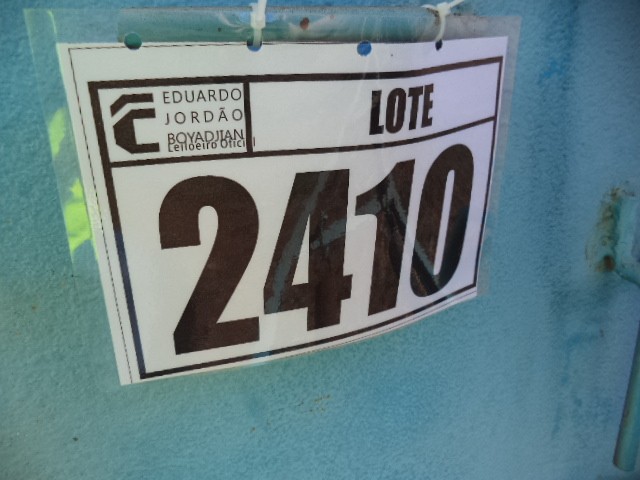 EDUARDO
JORDÃO
BOYADJIAN
Leiloeiro Oficial
LOTE
2410